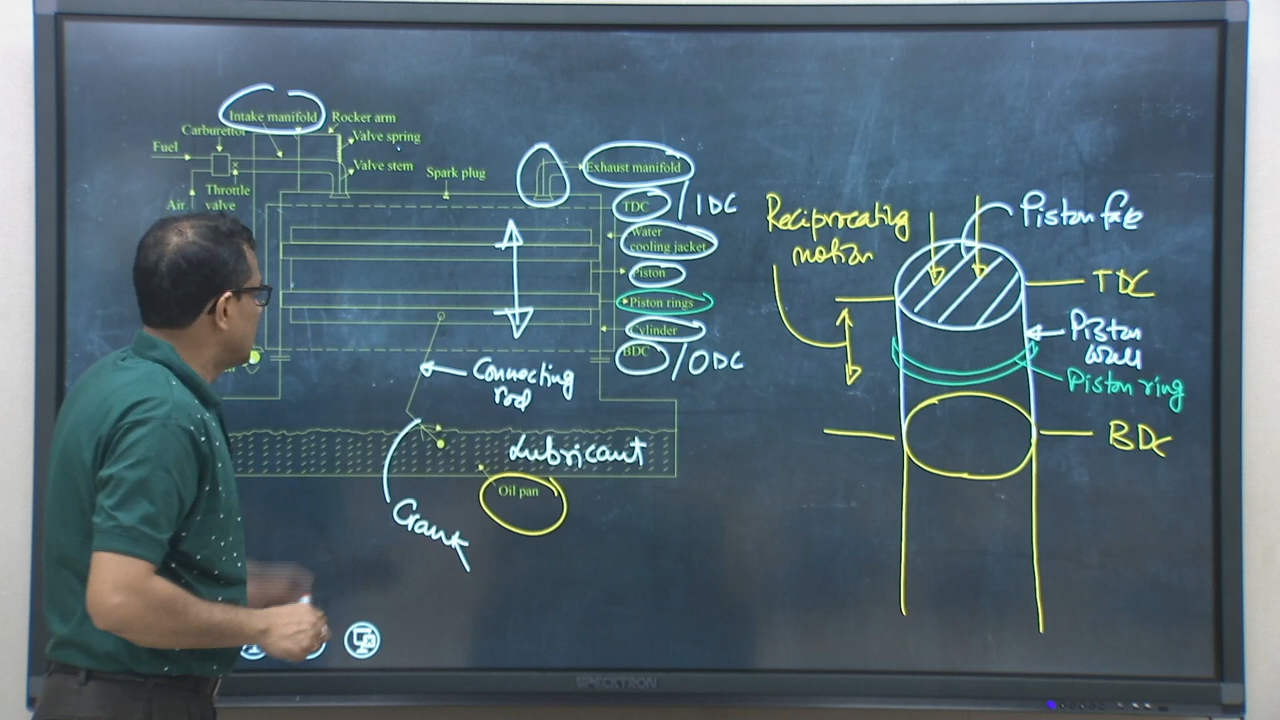 Intake manifold
Rocker arm
Carburettor
Valve spring
Fuel
Valve stem
Throttle
valve
Air
Spark plug
Exhaust manifold
TDC / IDC
Water
cooling jacket
Piston
Piston rings
Cylinder
BDC / ODC
Connecting
rod
Lubricant
Oil pan
Crank
Reciprocating
motion
Piston face
TDC
Piston
wall
Piston ring
BDC
SPECKTRON